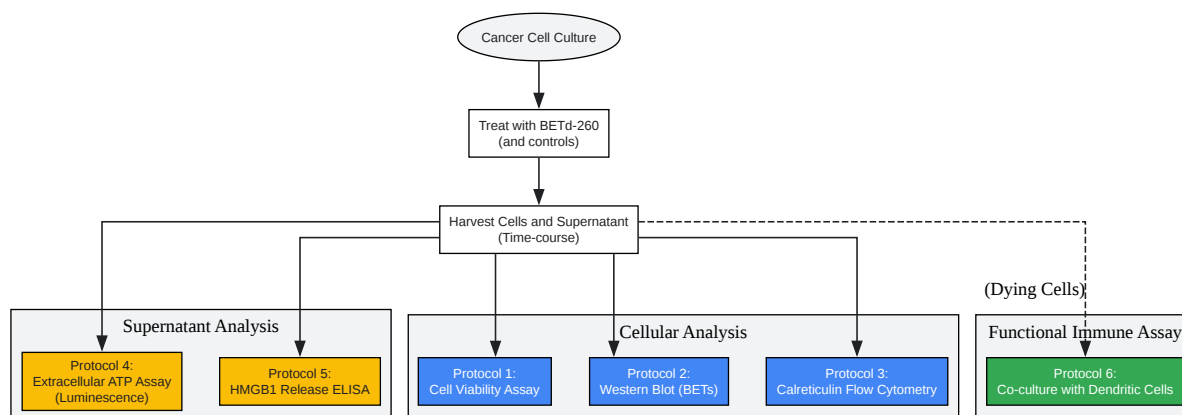 Cancer Cell Culture
Treat with BETd-260
(and controls)
Harvest Cells and Supernatant
(Time-course)
(Dying Cells)
Supernatant Analysis
Protocol 4:
Extracellular ATP Assay
(Luminescence)
Protocol 5:
HMGB1 Release ELISA
Cellular Analysis
Protocol 1:
Cell Viability Assay
Protocol 2:
Western Blot (BETs)
Protocol 3:
Calreticulin Flow Cytometry
Functional Immune Assay
Protocol 6:
Co-culture with Dendritic Cells